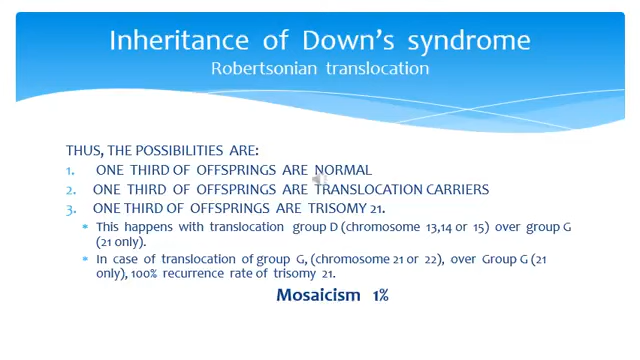 Inheritance of Down's syndrome
Robertsonian translocation
THUS, THE POSSIBILITIES ARE:
1. ONE THIRD OF OFFSPRINGS ARE NORMAL
2. ONE THIRD OF OFFSPRINGS ARE TRANSLOCATION CARRIERS
3. ONE THIRD OF OFFSPRINGS ARE TRISOMY 21.
* This happens with translocation group D (chromosome 13,14 or 15) over group G
(21 only).
* In case of translocation of group G, (chromosome 21 or 22), over Group G (21
only), 100% recurrence rate of trisomy 21.
Mosaicism 1%